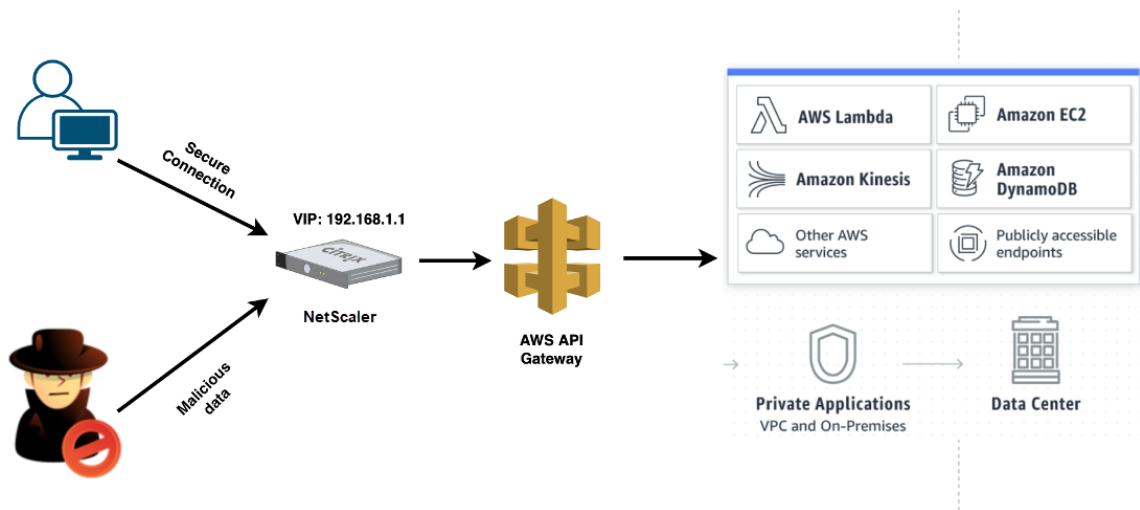 Secure
Connection
VIP: 192.168.1.1
citrix
NetScaler
Malicious
data
AWS API
Gateway
AWS Lambda
Amazon EC2
Amazon Kinesis
Amazon
DynamoDB
Other AWS
services
Publicly accessible
endpoints
Private Applications
VPC and On-Premises
Data Center